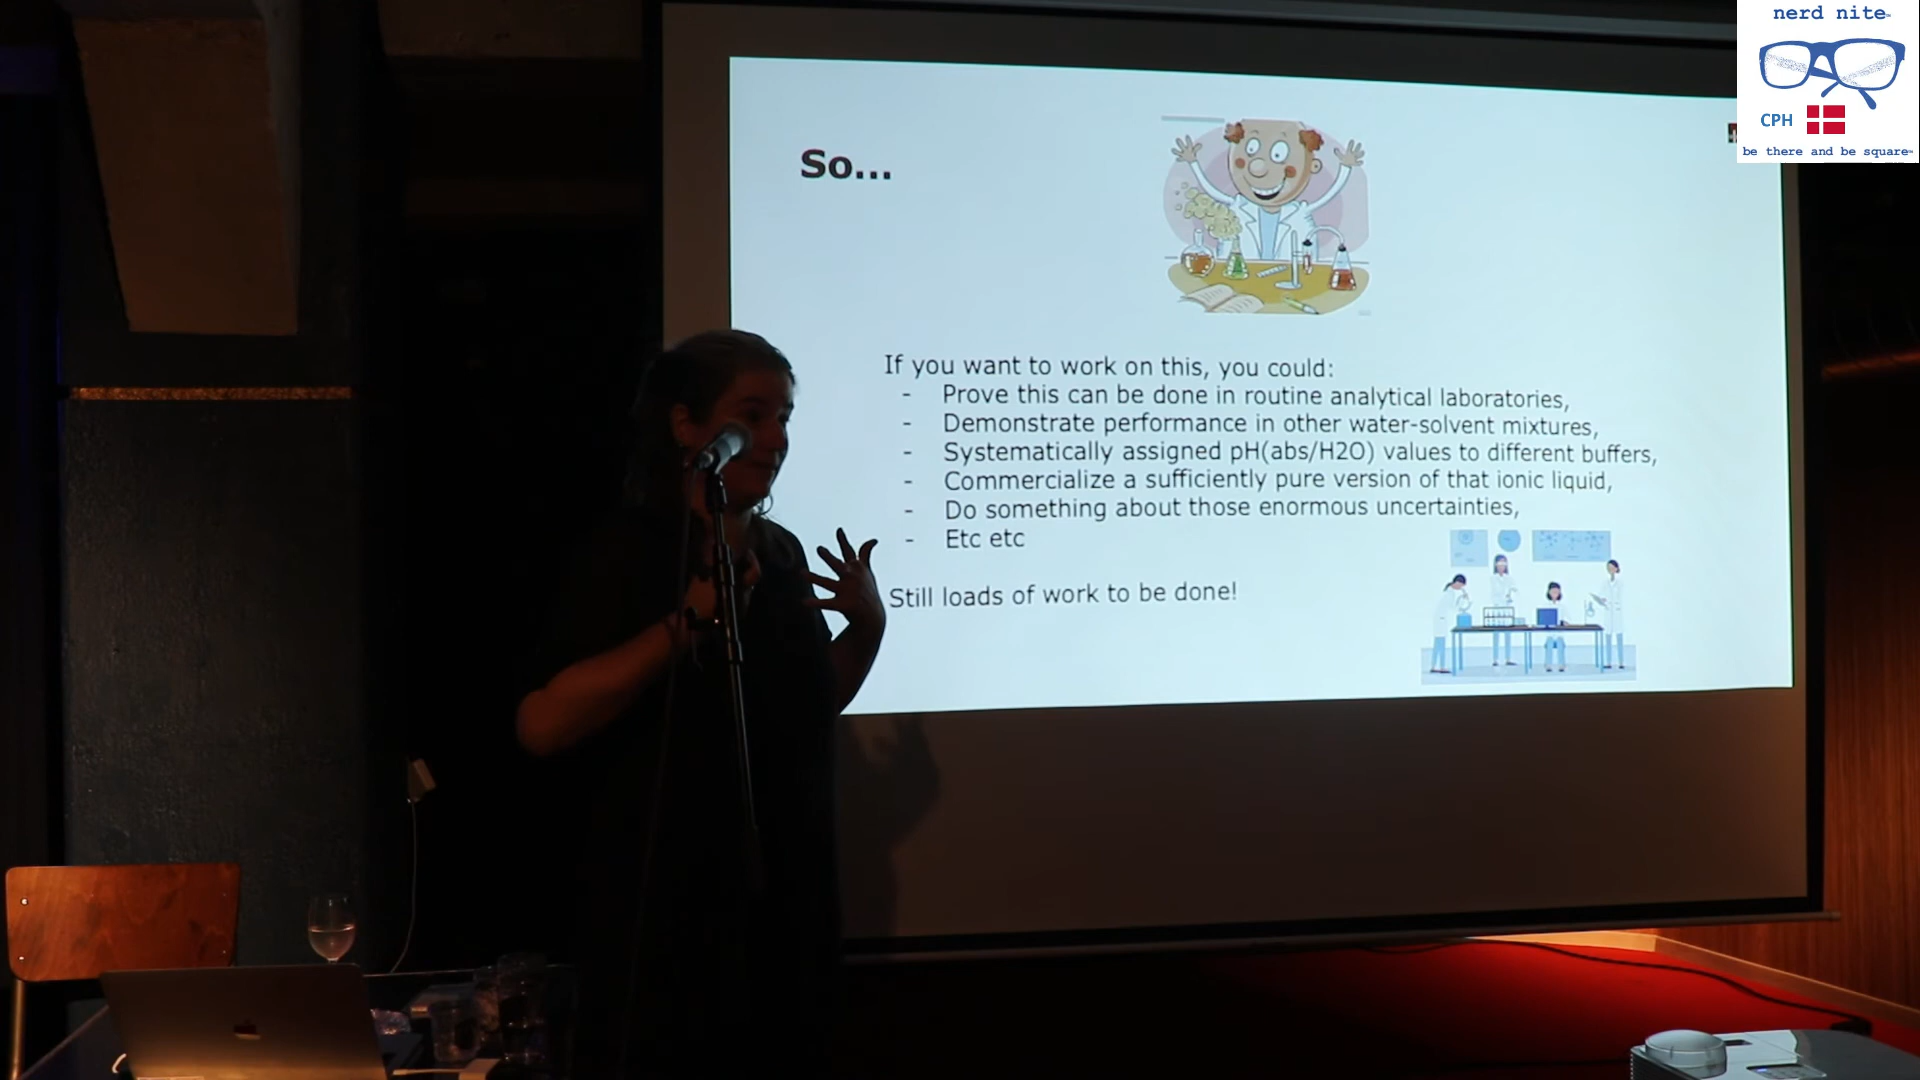 nerd nite
CPH
be there and be square
So...
If you want to work on this, you could:
- Prove this can be done in routine analytical laboratories,
- Demonstrate performance in other water-solvent mixtures,
- Systematically assigned pH(abs/H2O) values to different buffers,
- Commercialize a sufficiently pure version of that ionic liquid,
- Do something about those enormous uncertainties,
- Etc etc
Still loads of work to be done!